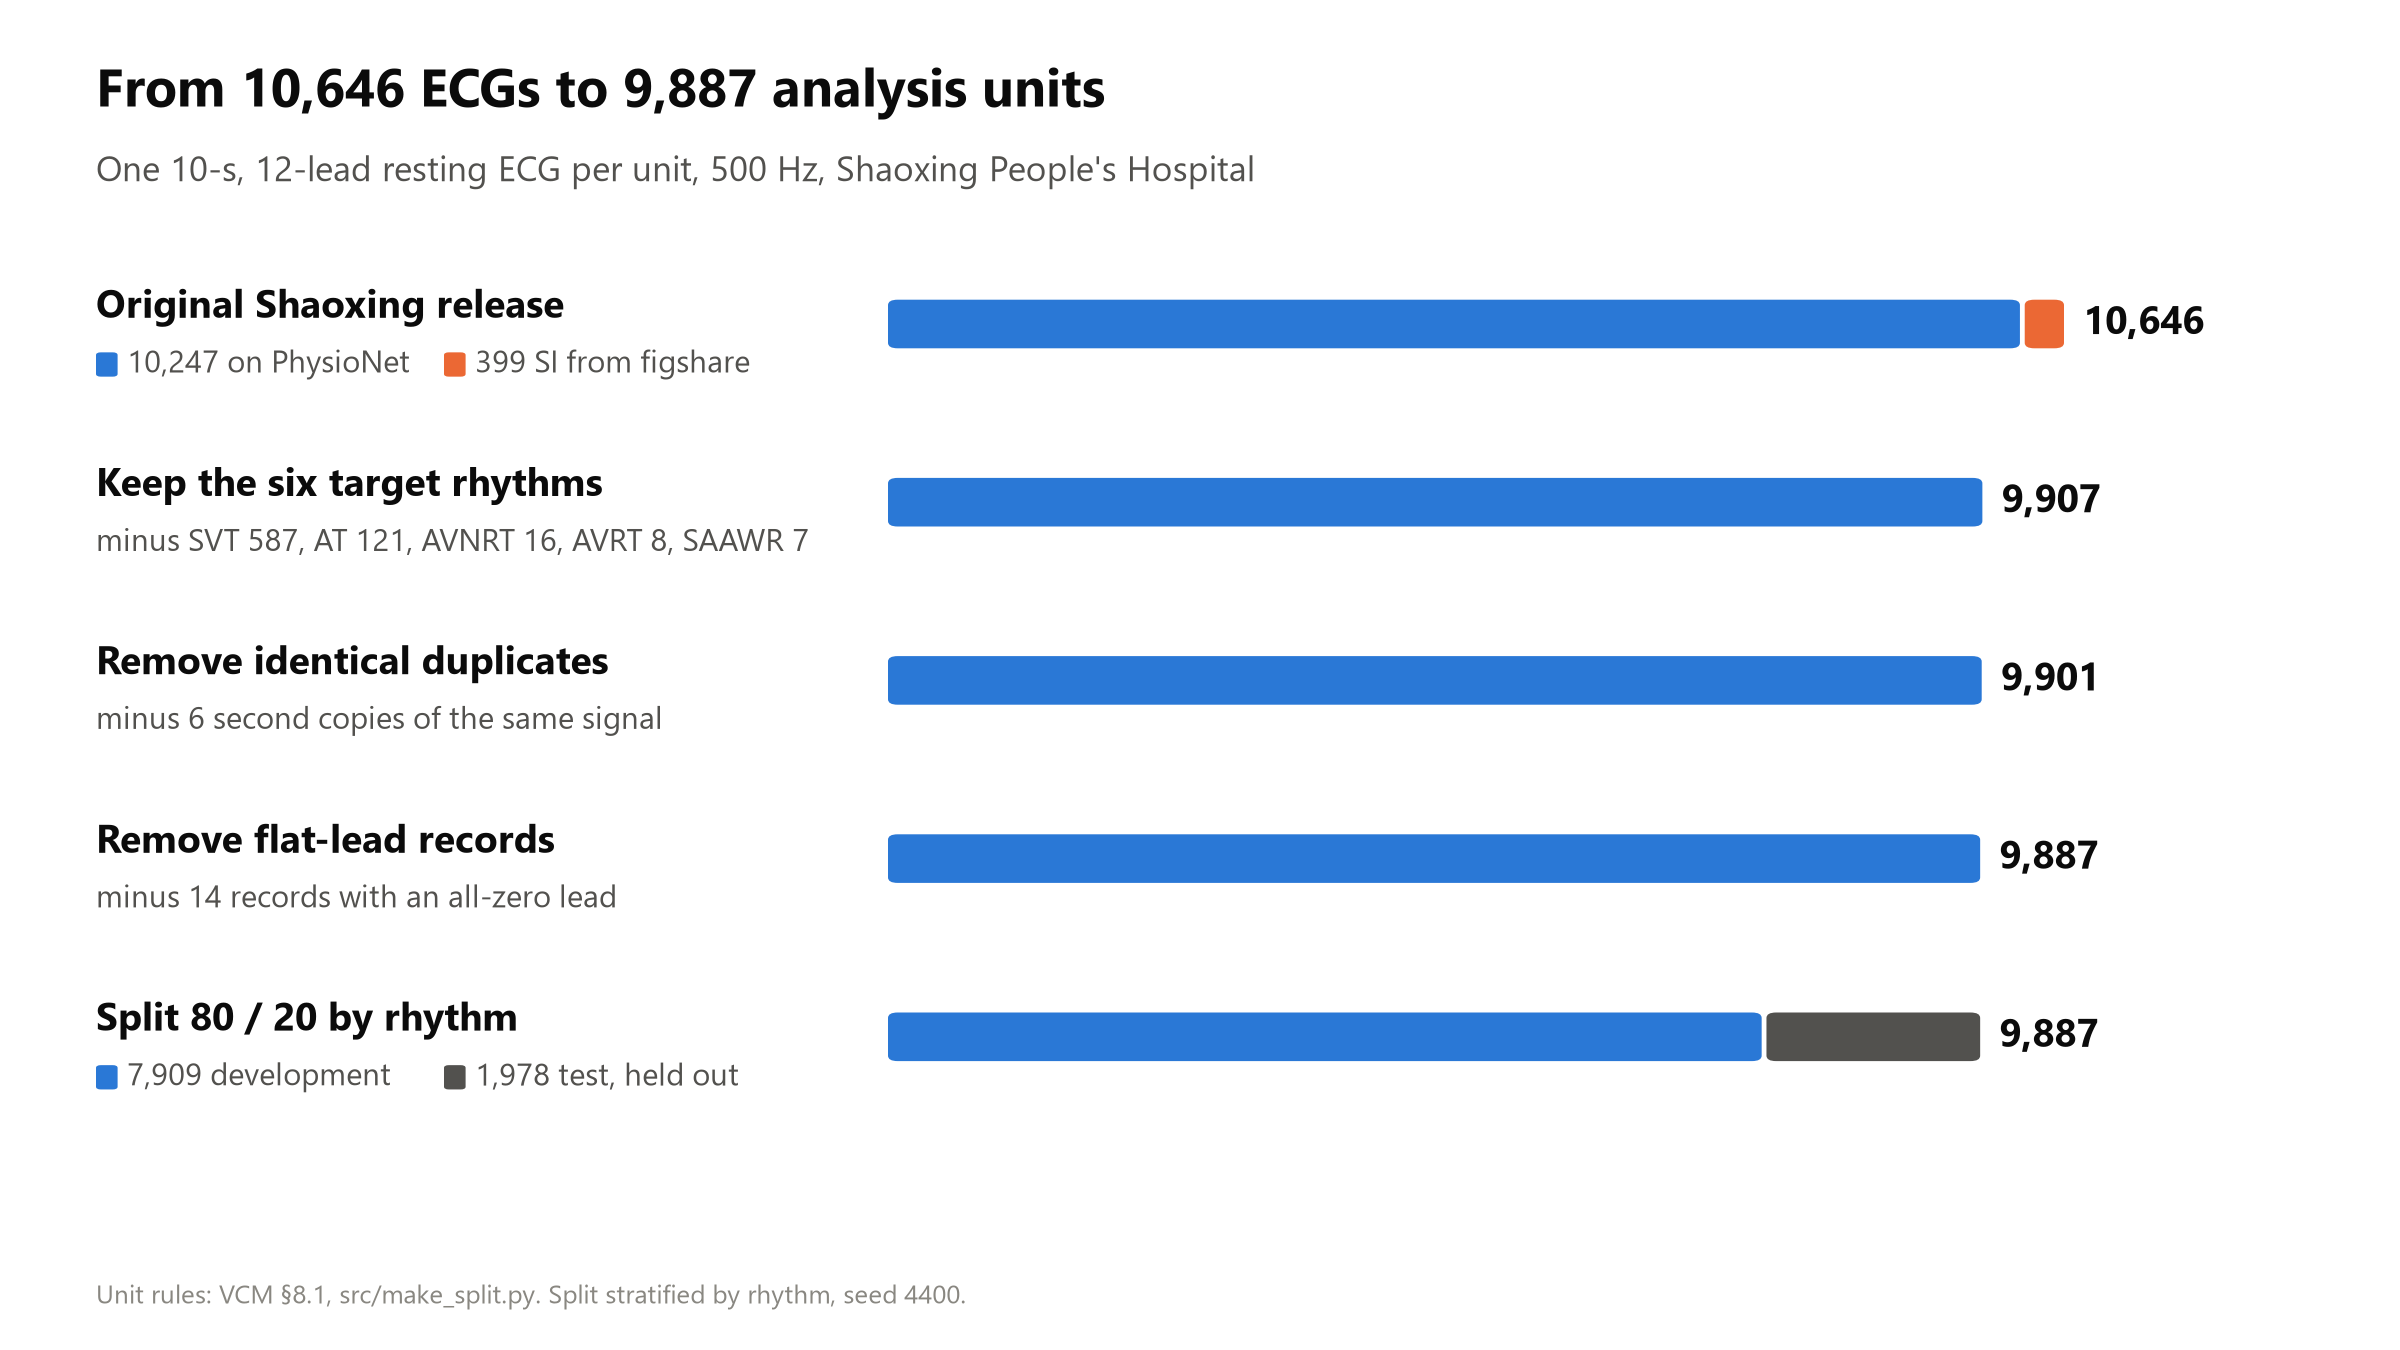 From 10,646 ECGs to 9,887 analysis units
One 10-s, 12-lead resting ECG per unit, 500 Hz, Shaoxing People's Hospital
Original Shaoxing release
10,247 on PhysioNet 399 SI from figshare
10,646
Keep the six target rhythms
minus SVT 587, AT 121, AVNRT 16, AVRT 8, SAAWR 7
9,907
Remove identical duplicates
minus 6 second copies of the same signal
9,901
Remove flat-lead records
minus 14 records with an all-zero lead
9,887
Split 80 / 20 by rhythm
7,909 development 1,978 test, held out
9,887
Unit rules: VCM §8.1, src/make_split.py. Split stratified by rhythm, seed 4400.